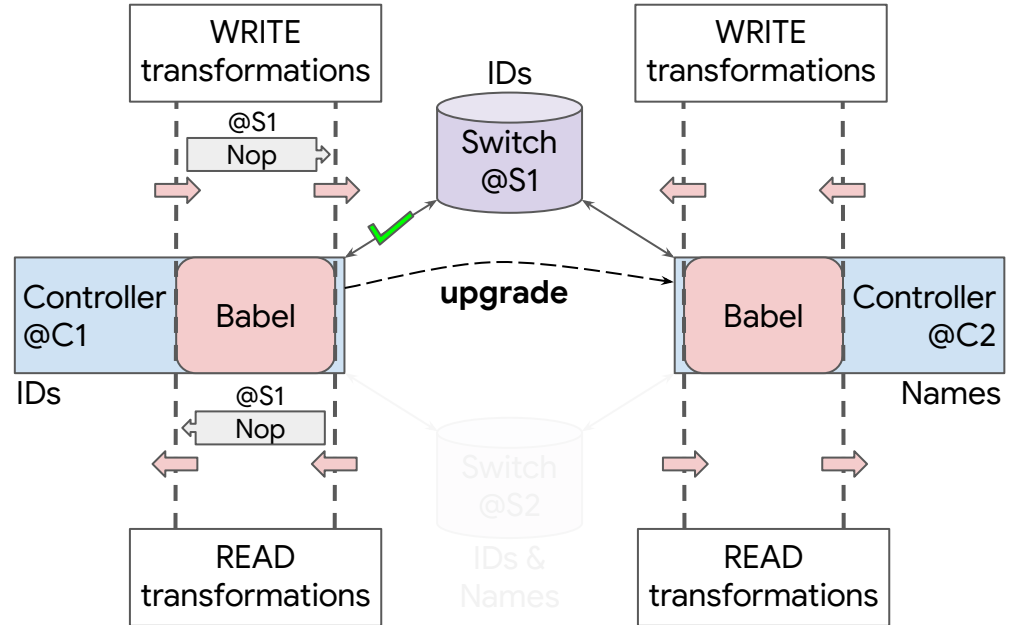 WRITE
transformations
WRITE
transformations
IDs
@S1
Nop
Switch
@S1
upgrade
Controller
@C1
Babel
Babel
Controller
@C2
IDs
Names
@S1
Nop
Switch
@S2
IDs &
Names
READ
transformations
READ
transformations